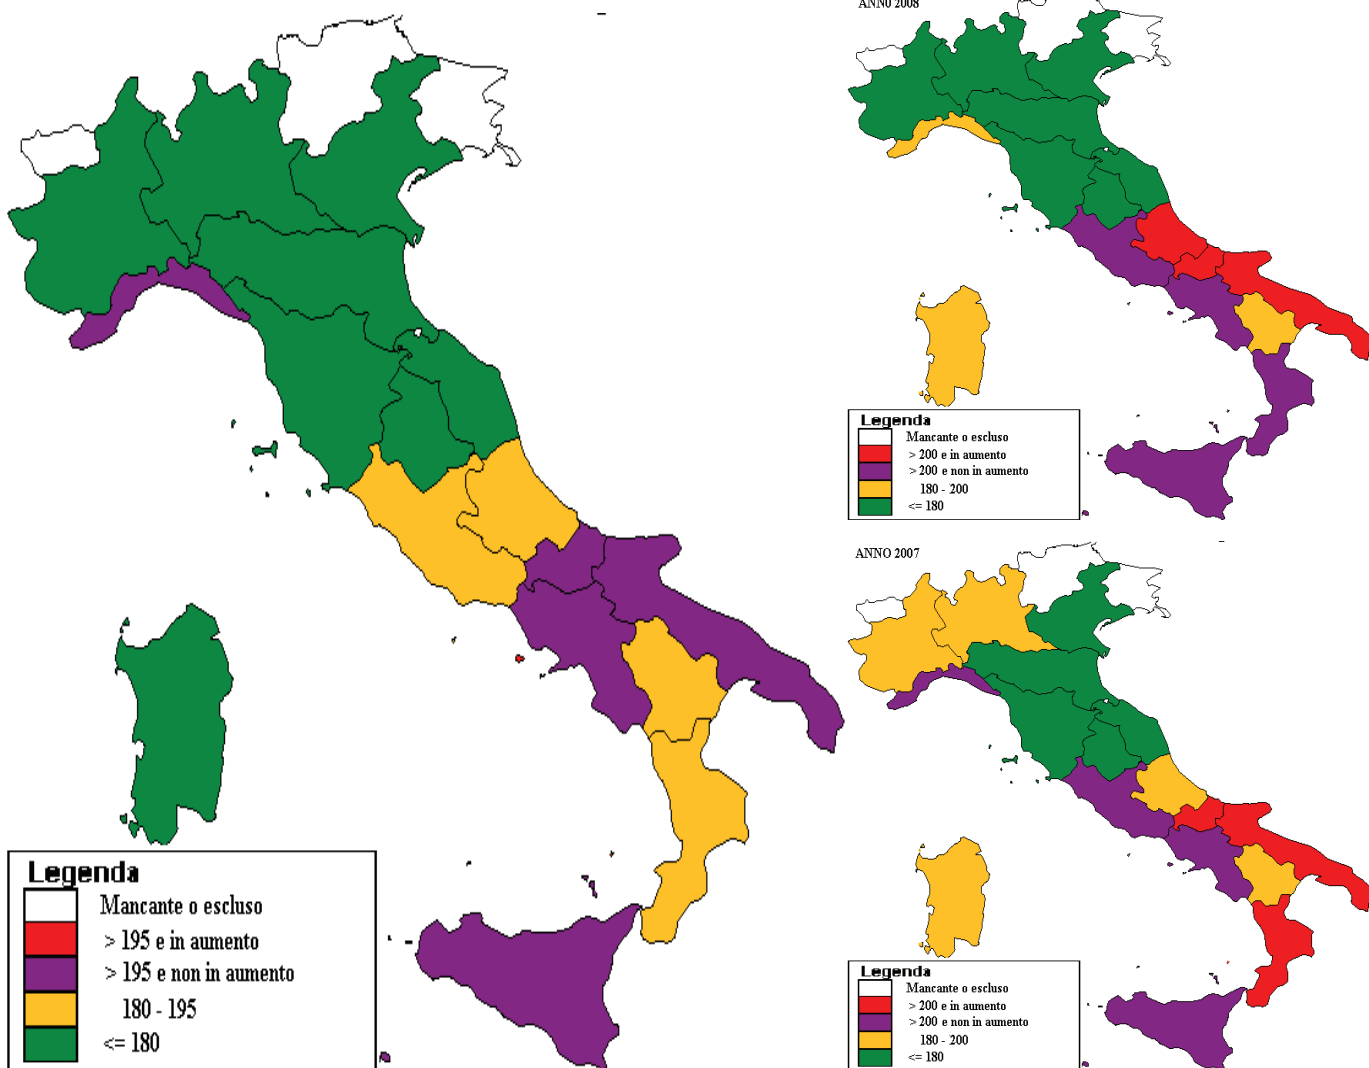 Legenda
Mancante o escluso
> 195 e in aumento
> 195 e non in aumento
180 - 195
<= 180
ANNO 2008
Legenda
Mancante o escluso
> 200 e in aumento
> 200 e non in aumento
180 - 200
<= 180
ANNO 2007
Legenda
Mancante o escluso
> 200 e in aumento
> 200 e non in aumento
180 - 200
<= 180